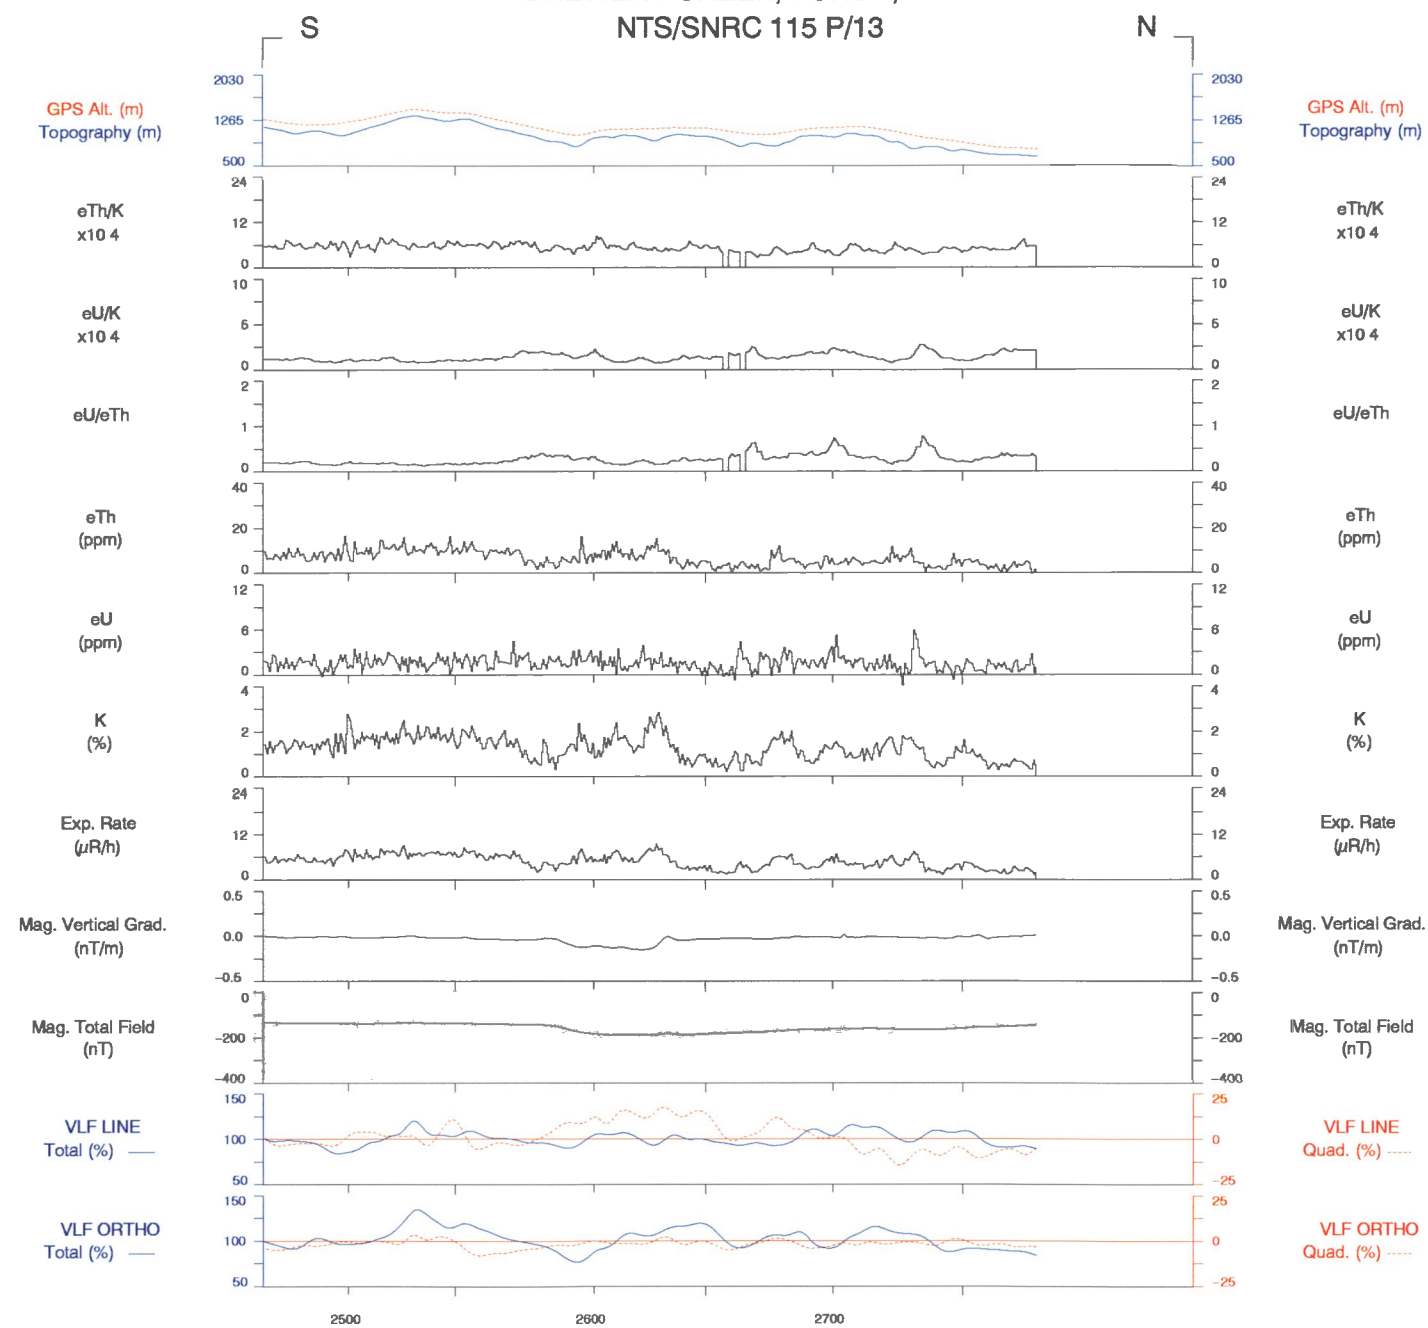 S NTS/SNRC 115 P/13 N
2030 2030
GPS Alt. (m) 1265 1265 GPS Alt. (m)
Topography (m) Topography (m)
500 500
24 24
eTh/K 12 12 eTh/K
x10 4 x10 4
0 0
10 10
eU/K 5 5 eU/K
x10 4 x10 4
0 0
2 2
eU/eTh 1 1 eU/eTh
0 0
40 40
eTh 20 20 eTh
(ppm) (ppm)
0 0
12 12
eU 6 6 eU
(ppm) (ppm)
0 0
4 4
K 2 2 K
(%) (%)
0 0
24 24
Exp. Rate 12 12 Exp. Rate
(µR/h) (µR/h)
0 0
0.5 0.5
Mag. Vertical Grad. 0.0 0.0 Mag. Vertical Grad.
(nT/m) (nT/m)
−0.5 −0.5
0 0
Mag. Total Field −200 −200 Mag. Total Field
(nT) (nT)
−400 −400
150 25
VLF LINE 100 0 VLF LINE
Total (%) Quad. (%)
50 −25
150 25
VLF ORTHO 100 0 VLF ORTHO
Total (%) Quad. (%)
50 −25
2500 2600 2700